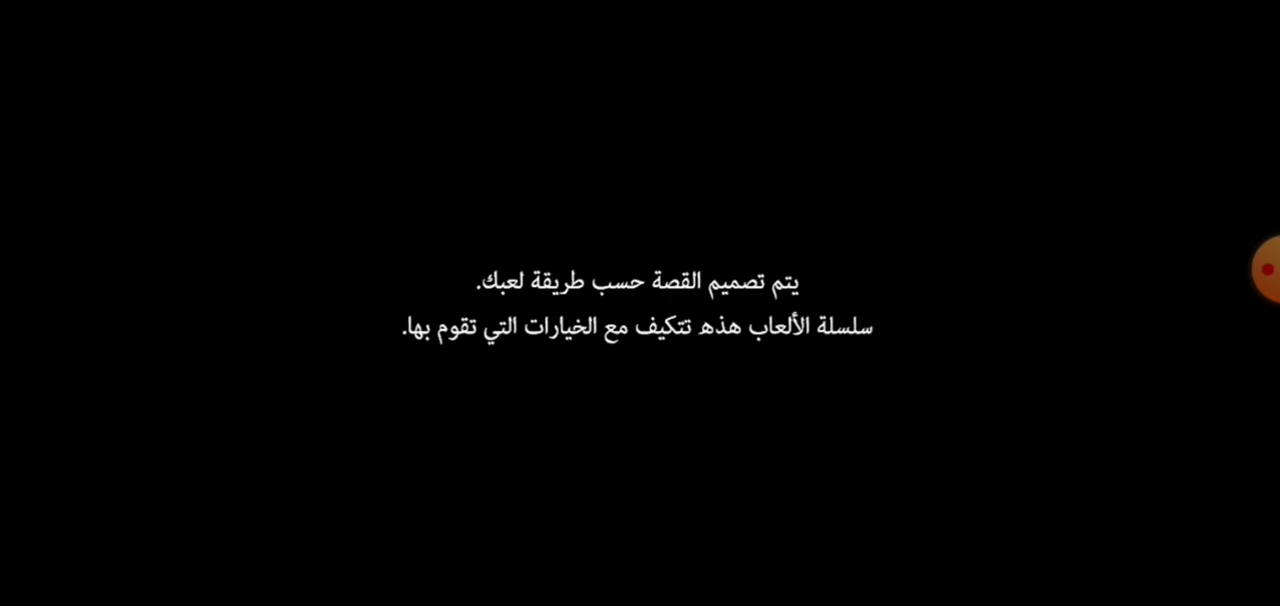 يتم تصميم القصة حسب طريقة لعبك.
سلسلة الألعاب هذه تتكيف مع الخيارات التي تقوم بها.